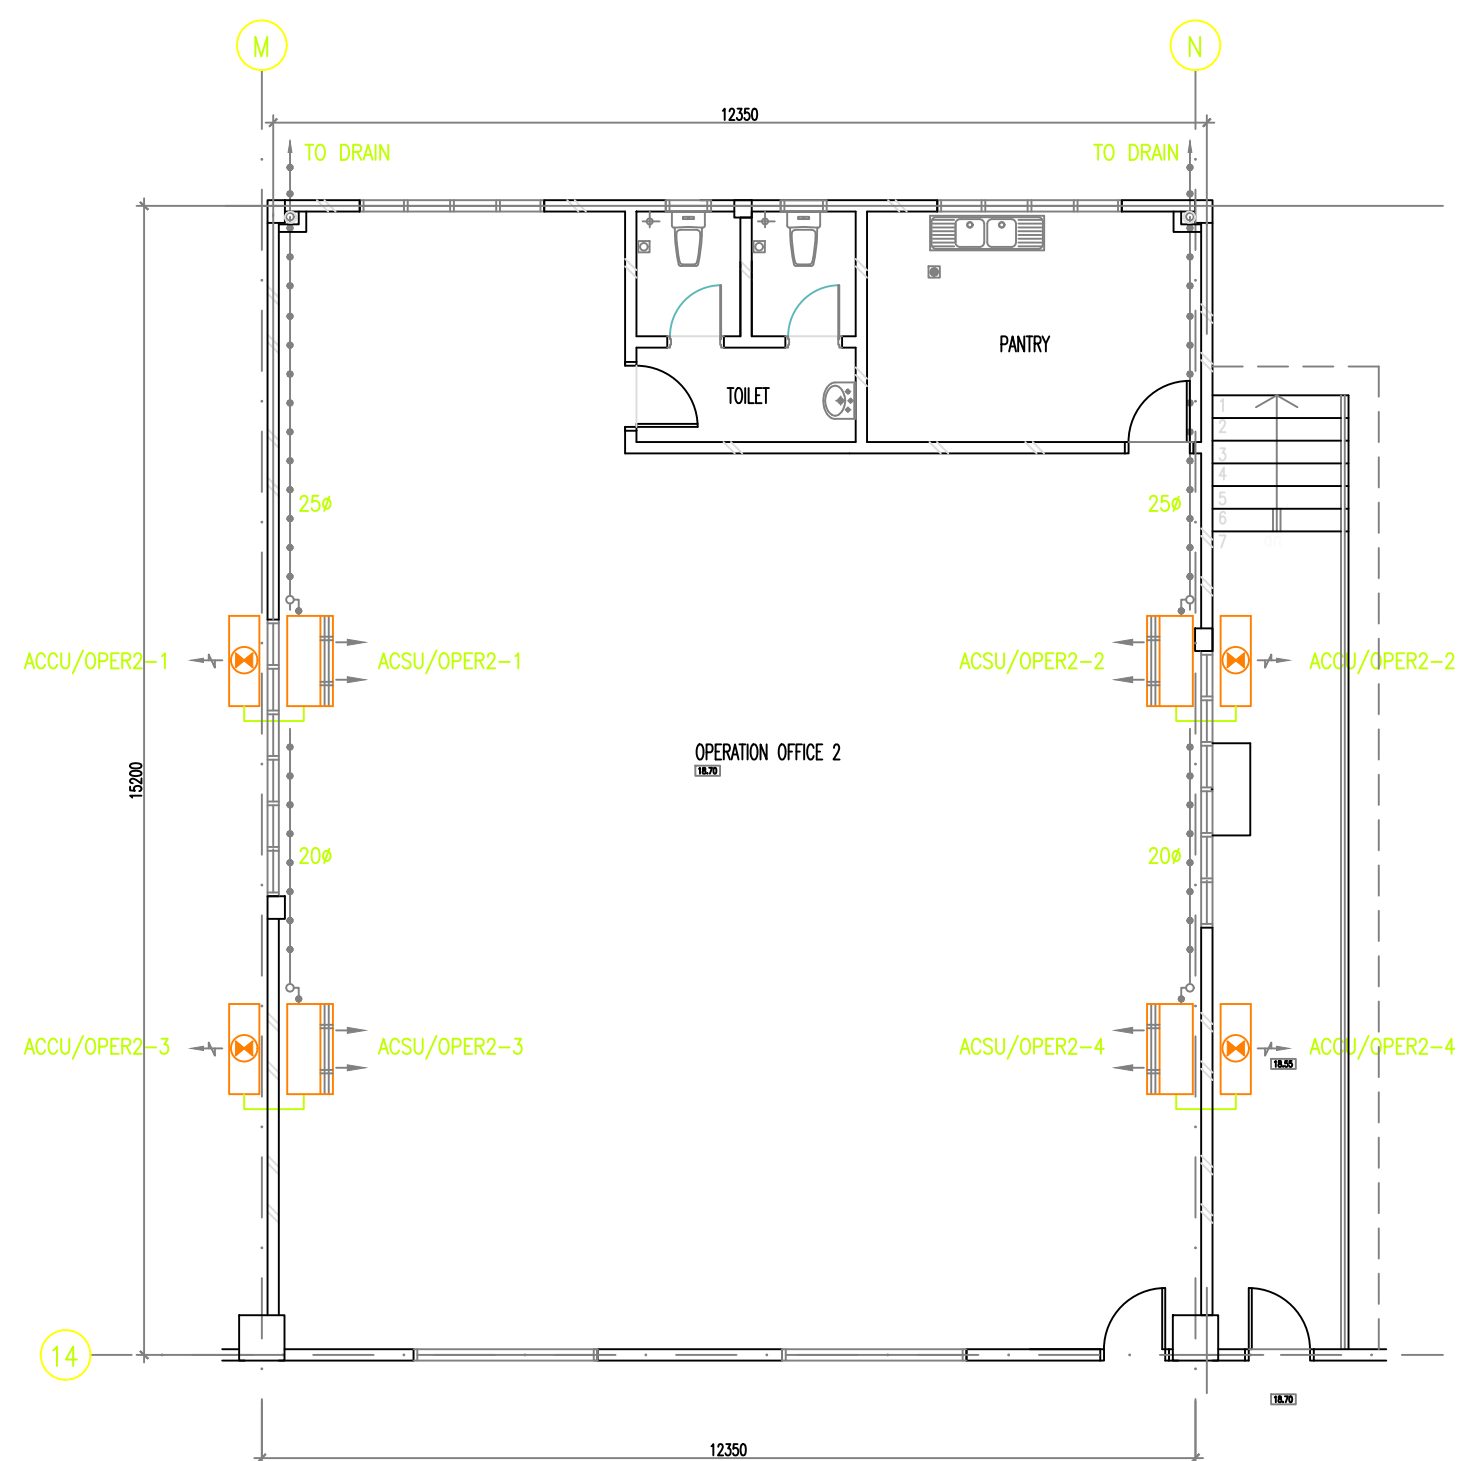 M
N
12350
TO DRAIN
TO DRAIN
PANTRY
TOILET
1
2
3
4
5
6
7
25ø
25ø
ACCU/OPER2-1
ACSU/OPER2-1
ACSU/OPER2-2
ACCU/OPER2-2
OPERATION OFFICE 2
18.70
15200
20ø
20ø
ACCU/OPER2-3
ACSU/OPER2-3
ACSU/OPER2-4
ACCU/OPER2-4
18.55
14
18.70
12350